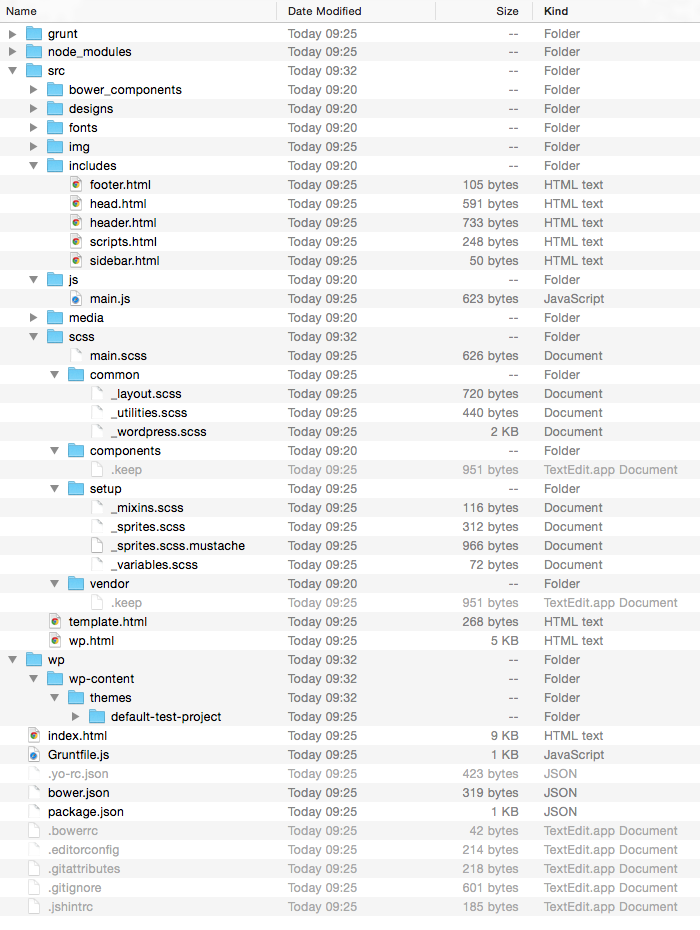 Name Date Modified Size Kind
grunt Today 09:25 -- Folder
node_modules Today 09:25 -- Folder
src Today 09:32 -- Folder
bower_components Today 09:20 -- Folder
designs Today 09:20 -- Folder
fonts Today 09:20 -- Folder
img Today 09:25 -- Folder
includes Today 09:20 -- Folder
footer.html Today 09:25 105 bytes HTML text
head.html Today 09:25 591 bytes HTML text
header.html Today 09:25 733 bytes HTML text
scripts.html Today 09:25 248 bytes HTML text
sidebar.html Today 09:25 50 bytes HTML text
js Today 09:20 -- Folder
main.js Today 09:25 623 bytes JavaScript
media Today 09:20 -- Folder
scss Today 09:32 -- Folder
main.scss Today 09:25 626 bytes Document
common Today 09:25 -- Folder
_layout.scss Today 09:25 720 bytes Document
_utilities.scss Today 09:25 440 bytes Document
_wordpress.scss Today 09:25 2 KB Document
components Today 09:20 -- Folder
.keep Today 09:25 951 bytes TextEdit.app Document
setup Today 09:25 -- Folder
_mixins.scss Today 09:25 116 bytes Document
_sprites.scss Today 09:25 312 bytes Document
_sprites.scss.mustache Today 09:25 966 bytes Document
_variables.scss Today 09:25 72 bytes Document
vendor Today 09:20 -- Folder
.keep Today 09:25 951 bytes TextEdit.app Document
template.html Today 09:25 268 bytes HTML text
wp.html Today 09:25 5 KB HTML text
wp Today 09:32 -- Folder
wp-content Today 09:32 -- Folder
themes Today 09:32 -- Folder
default-test-project Today 09:25 -- Folder
index.html Today 09:25 9 KB HTML text
Gruntfile.js Today 09:25 1 KB JavaScript
.yo-rc.json Today 09:25 423 bytes JSON
bower.json Today 09:25 319 bytes JSON
package.json Today 09:25 1 KB JSON
.bowerrc Today 09:25 42 bytes TextEdit.app Document
.editorconfig Today 09:25 214 bytes TextEdit.app Document
.gitattributes Today 09:25 218 bytes TextEdit.app Document
.gitignore Today 09:25 601 bytes TextEdit.app Document
.jshintrc Today 09:25 185 bytes TextEdit.app Document